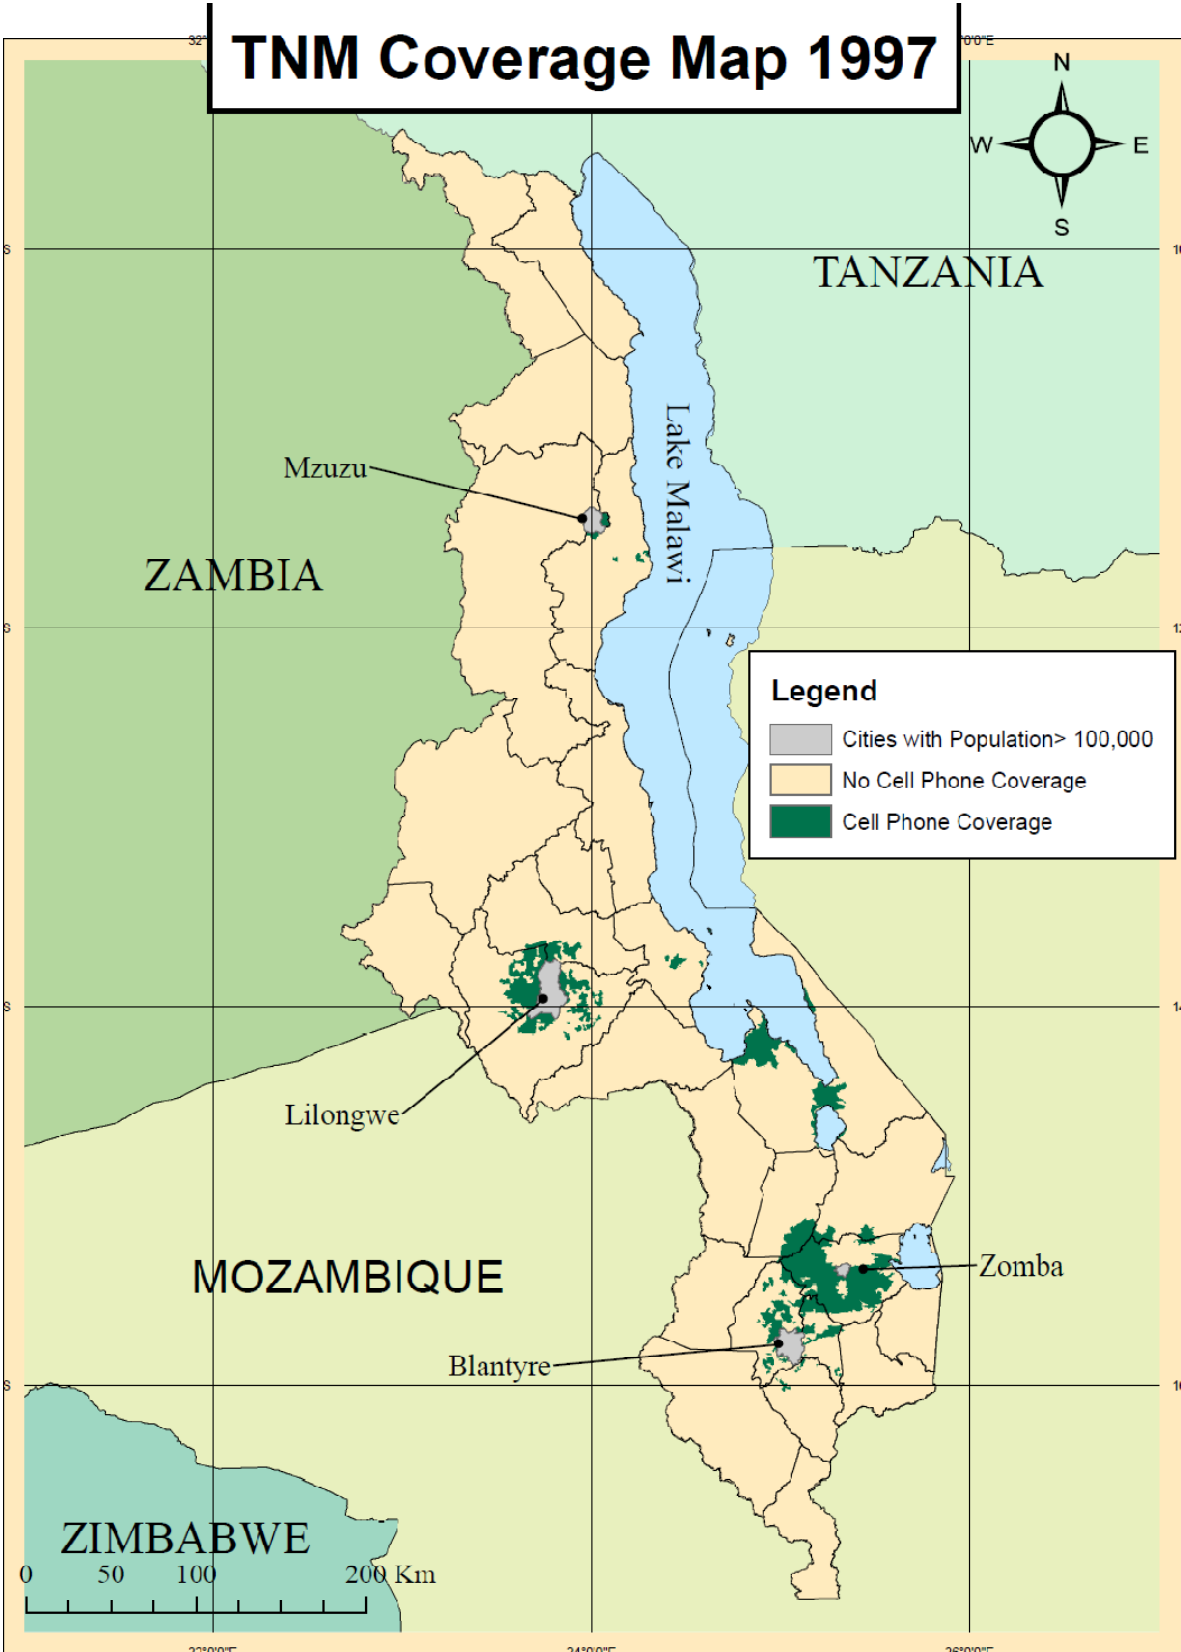 TNM Coverage Map 1997
N
W E
S
TANZANIA
Lake Malawi
Mzuzu
ZAMBIA
Legend
Cities with Population> 100,000
No Cell Phone Coverage
Cell Phone Coverage
Lilongwe
MOZAMBIQUE
Zomba
Blantyre
ZIMBABWE
0 50 100 200 Km